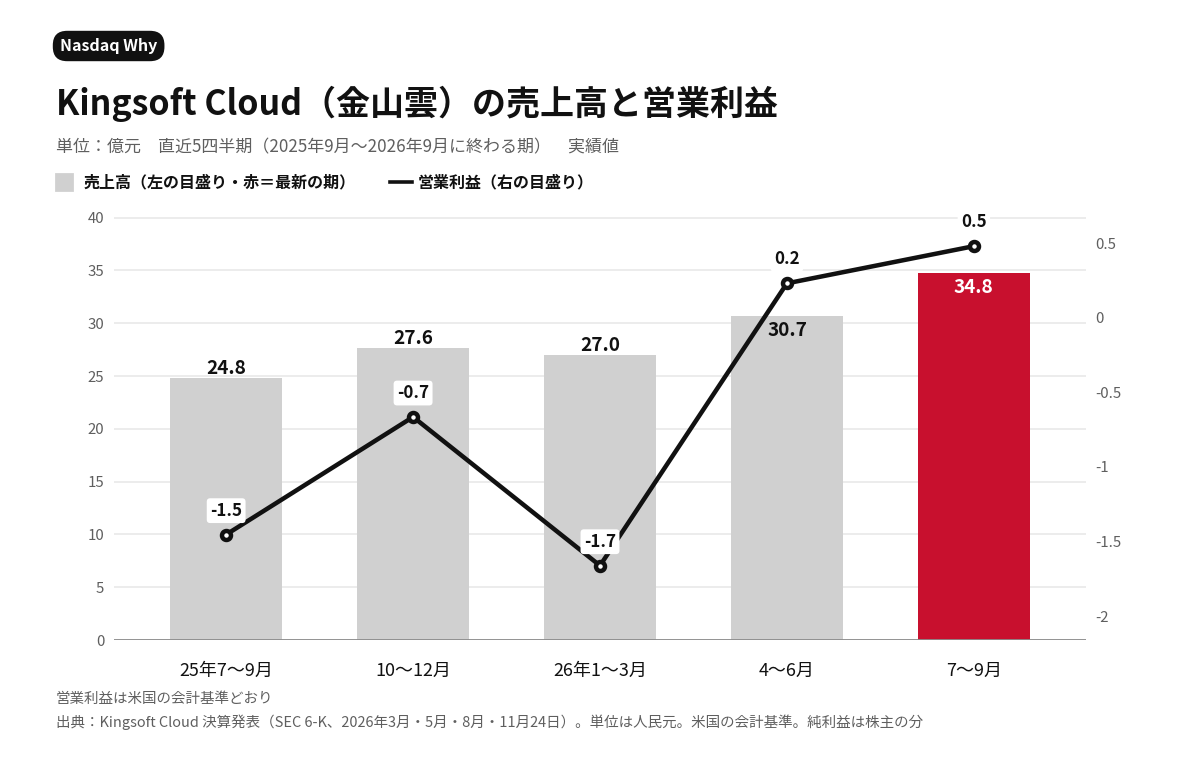 Nasdaq Why
Kingsoft Cloud（金山雲）の売上高と営業利益
単位：億元　直近5四半期（2025年9月〜2026年9月に終わる期）　実績値
売上高（左の目盛り・赤＝最新の期）　営業利益（右の目盛り）
40
35
30
25
20
15
10
5
0
0.5
0
-0.5
-1
-1.5
-2
24.8
27.6
27.0
30.7
34.8
-1.5
-0.7
-1.7
0.2
0.5
25年7〜9月
10〜12月
26年1〜3月
4〜6月
7〜9月
営業利益は米国の会計基準どおり
出典：Kingsoft Cloud 決算発表（SEC 6-K、2026年3月・5月・8月・11月24日）。単位は人民元。米国の会計基準。純利益は株主の分